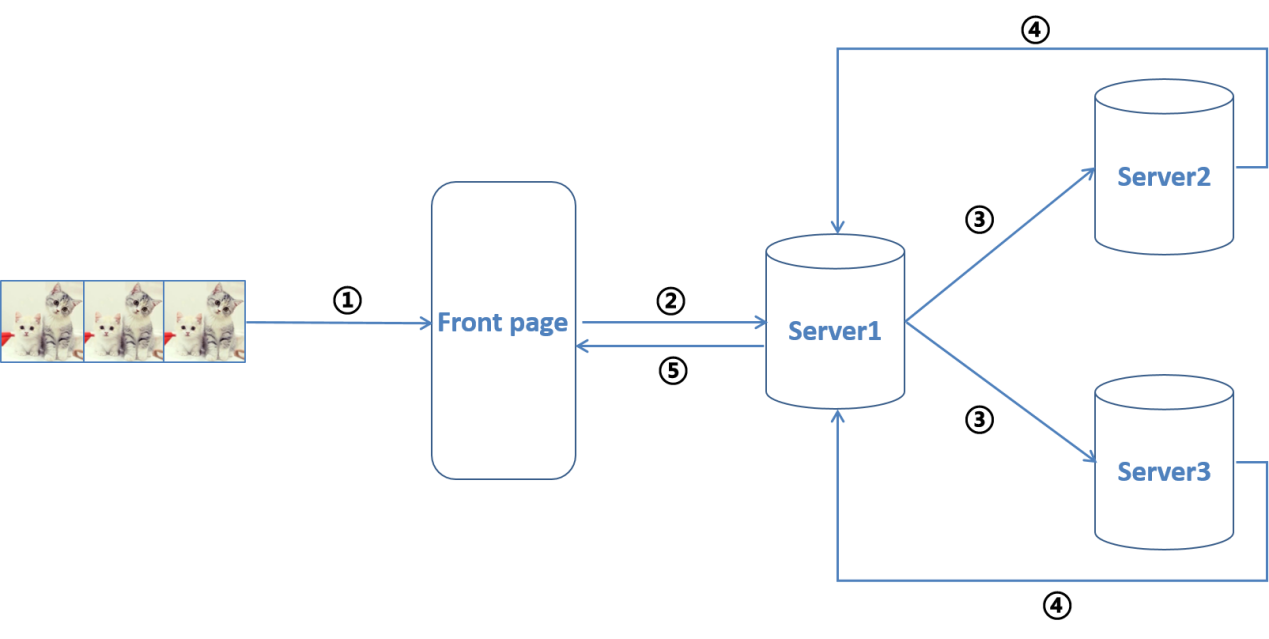 ④
Server2
③
①
Front page
②
Server1
⑤
③
Server3
④